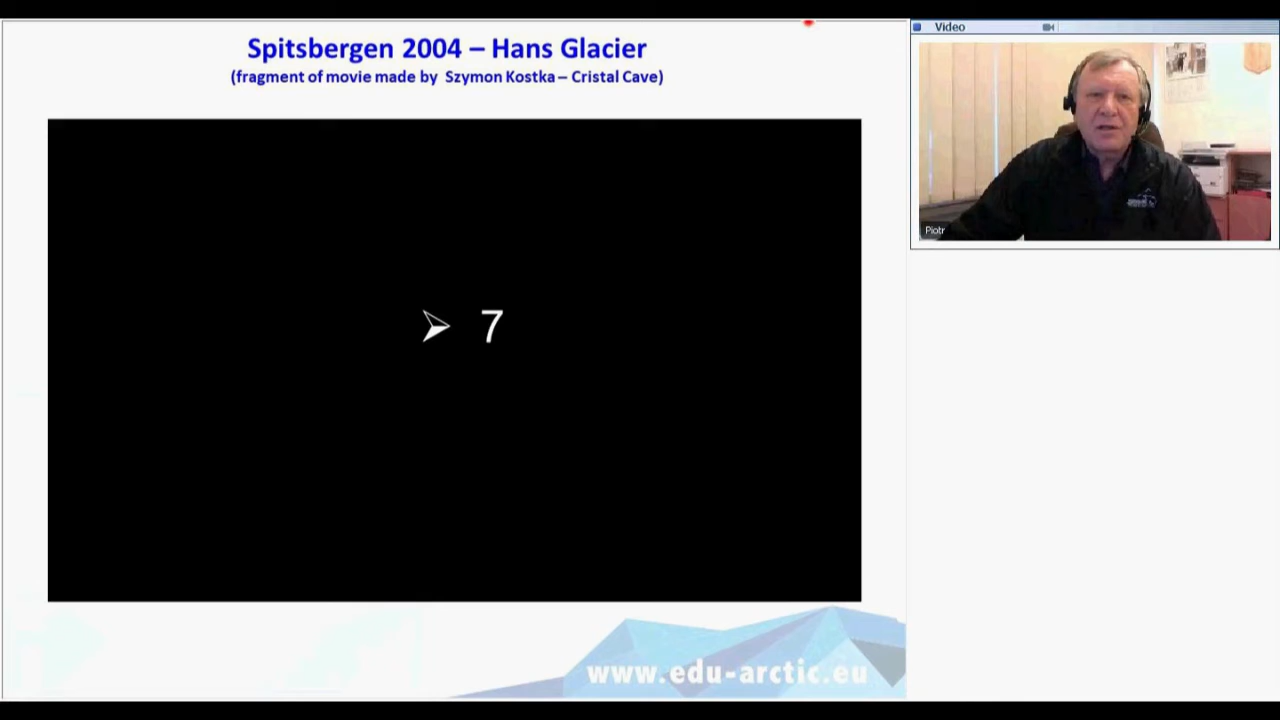 Spitsbergen 2004 – Hans Glacier
(fragment of movie made by Szymon Kostka – Cristal Cave)
➢ 7
www.edu-arctic.eu
Video
Piotr